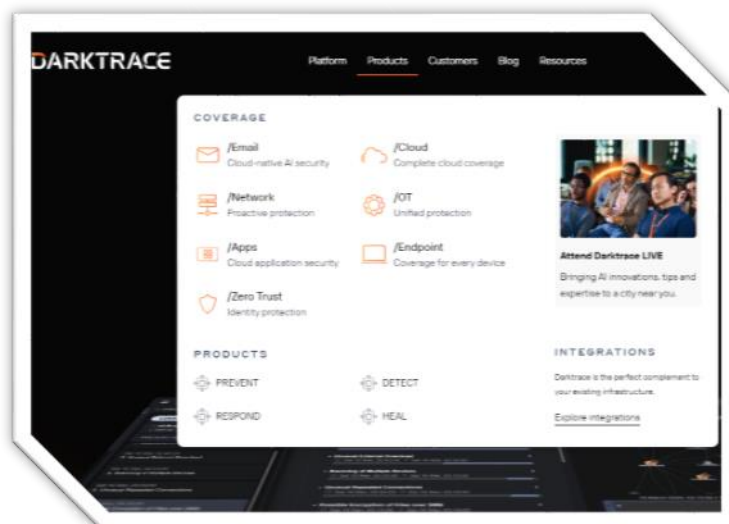 DARKTRACE
Platform Products Customers Blog Resources
COVERAGE
/Email
Cloud-native AI security
/Cloud
Complete cloud coverage
/Network
Proactive protection
/OT
Unified protection
/Apps
Cloud application security
/Endpoint
Coverage for every device
/Zero Trust
Identity protection
Attend Darktrace LIVE
Bringing AI innovations, tips and
expertise to a city near you.
PRODUCTS
PREVENT
DETECT
RESPOND
HEAL
INTEGRATIONS
Darktrace is the perfect complement to
your existing infrastructure.
Explore integrations